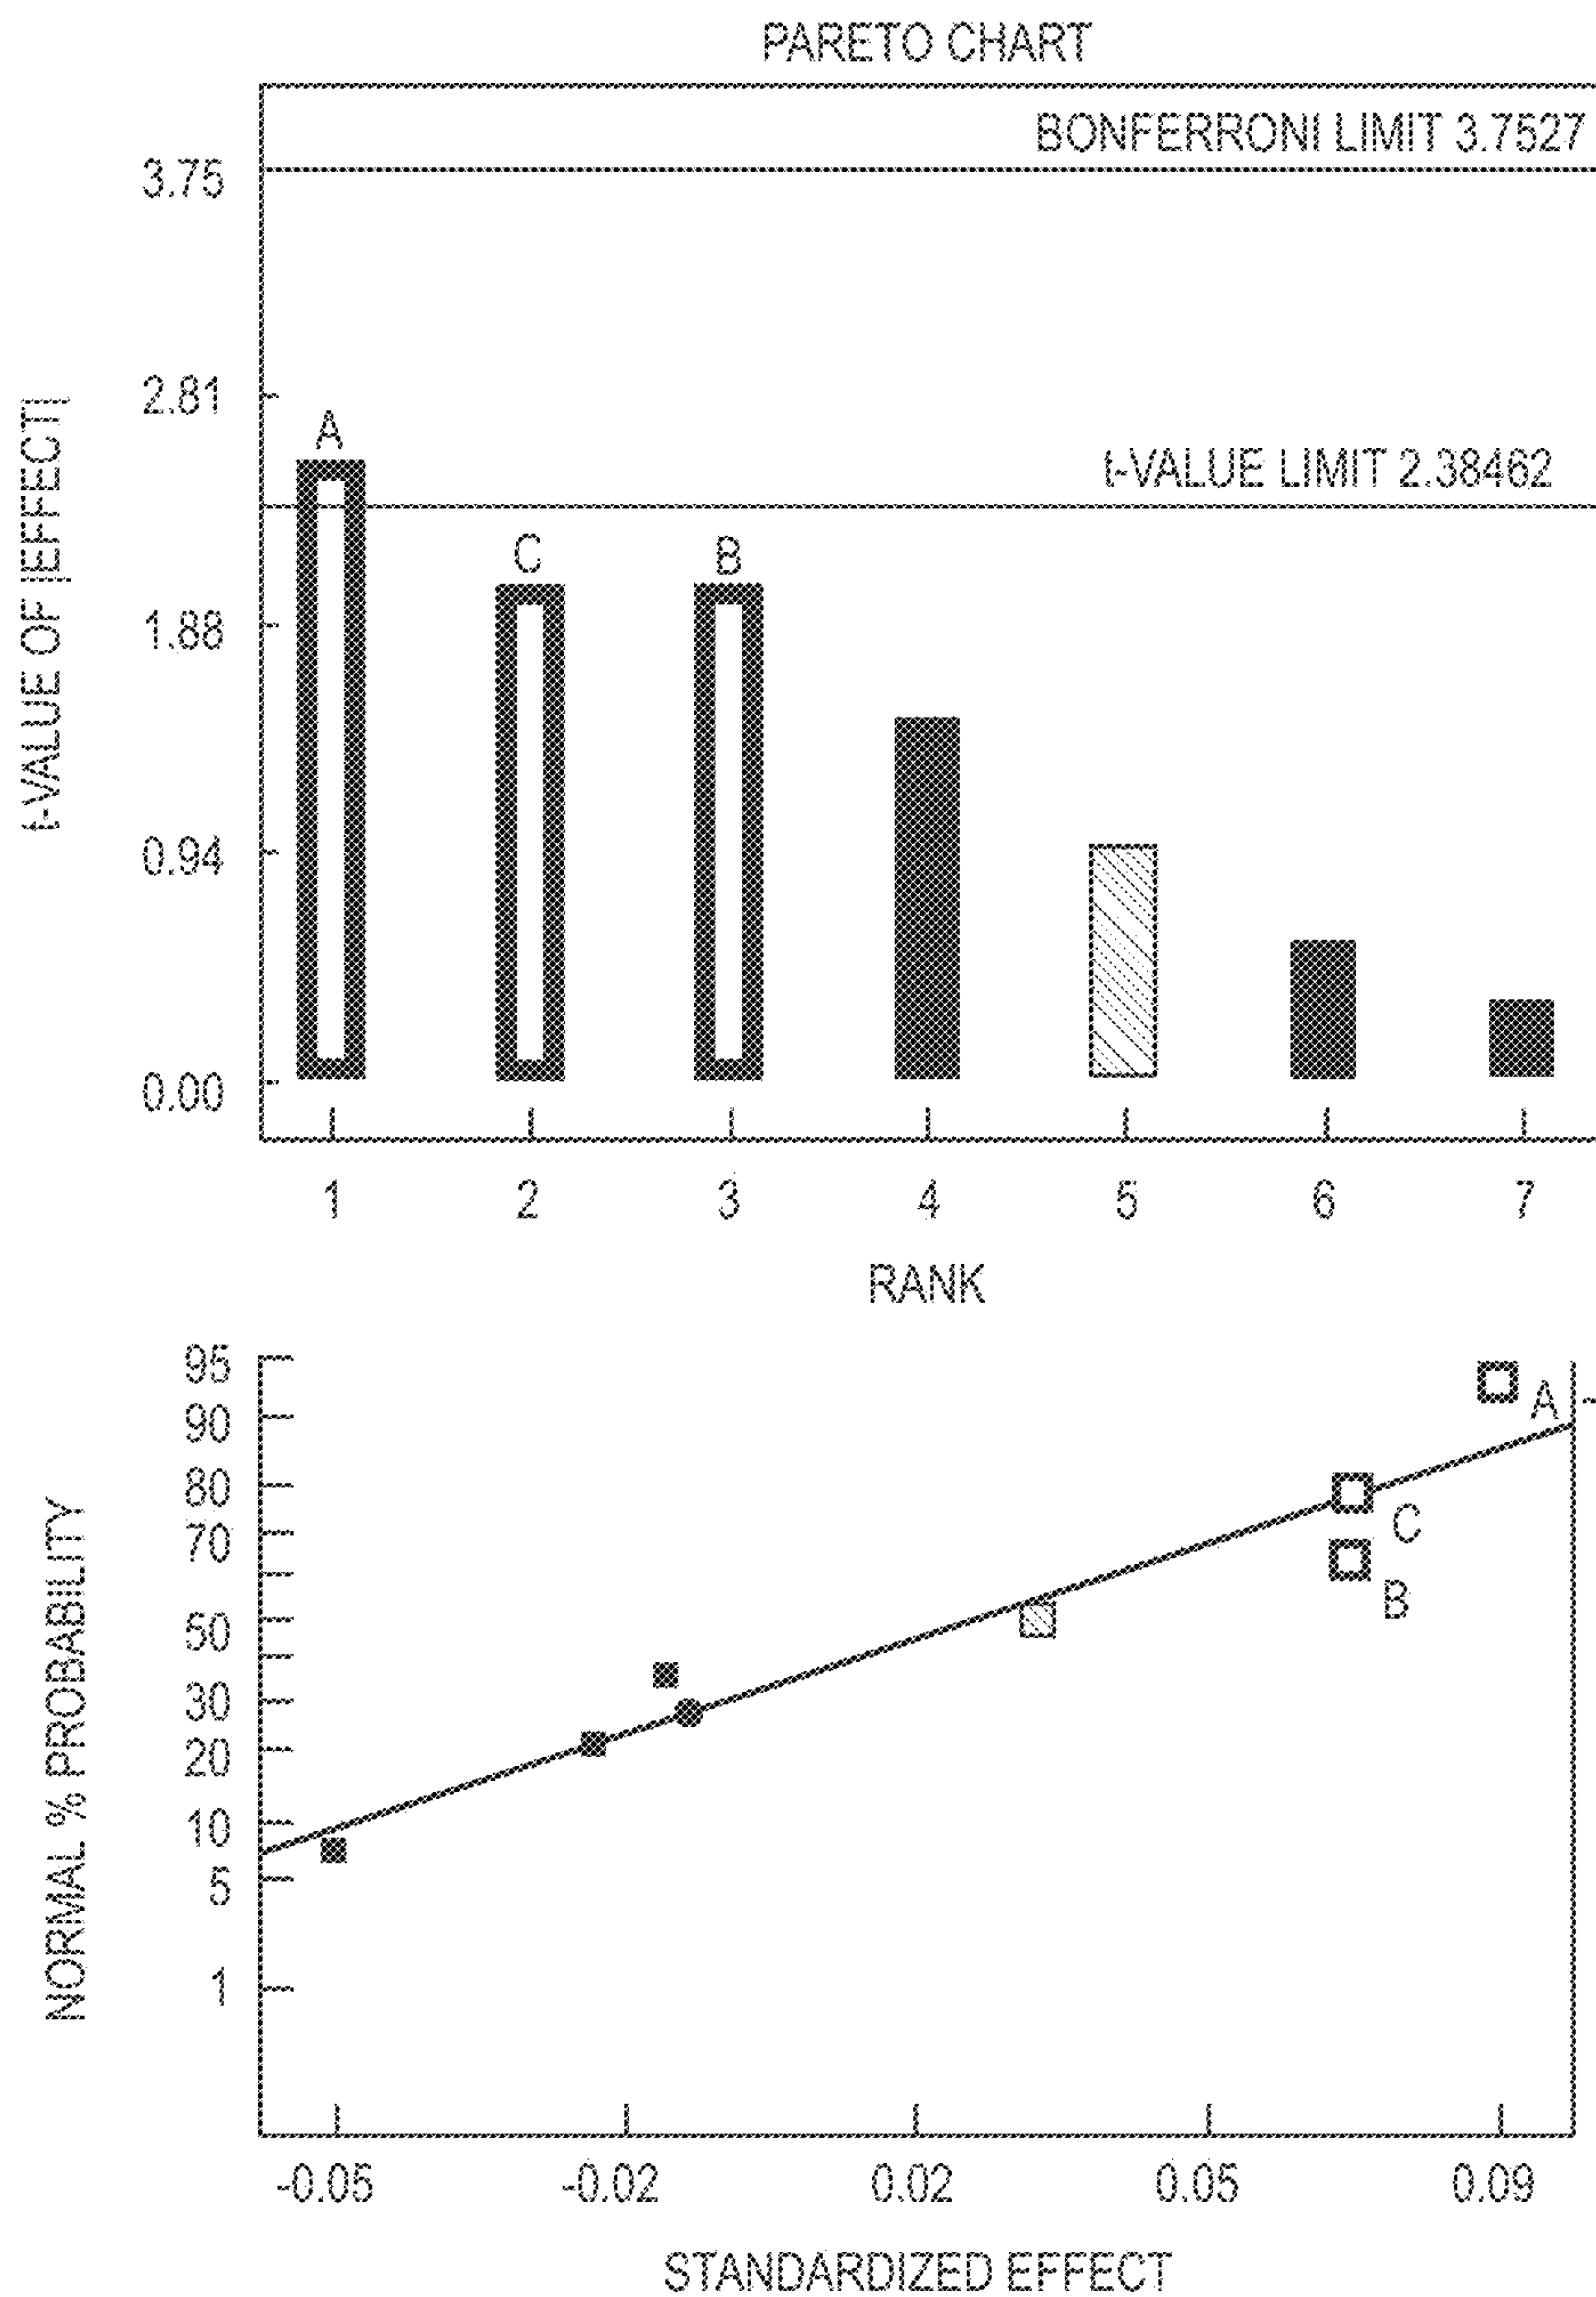 PARETO CHART
BONFERRONI LIMIT 3.7527
3.75
2.81
A
t-VALUE LIMIT 2.38462
C
B
1.88
0.94
0.00
t-VALUE OF |EFFECT|
1 2 3 4 5 6 7
RANK
95
90
80
70
50
30
20
10
5
1
A
C
B
NORMAL % PROBABILITY
-0.05 -0.02 0.02 0.05 0.09
STANDARDIZED EFFECT